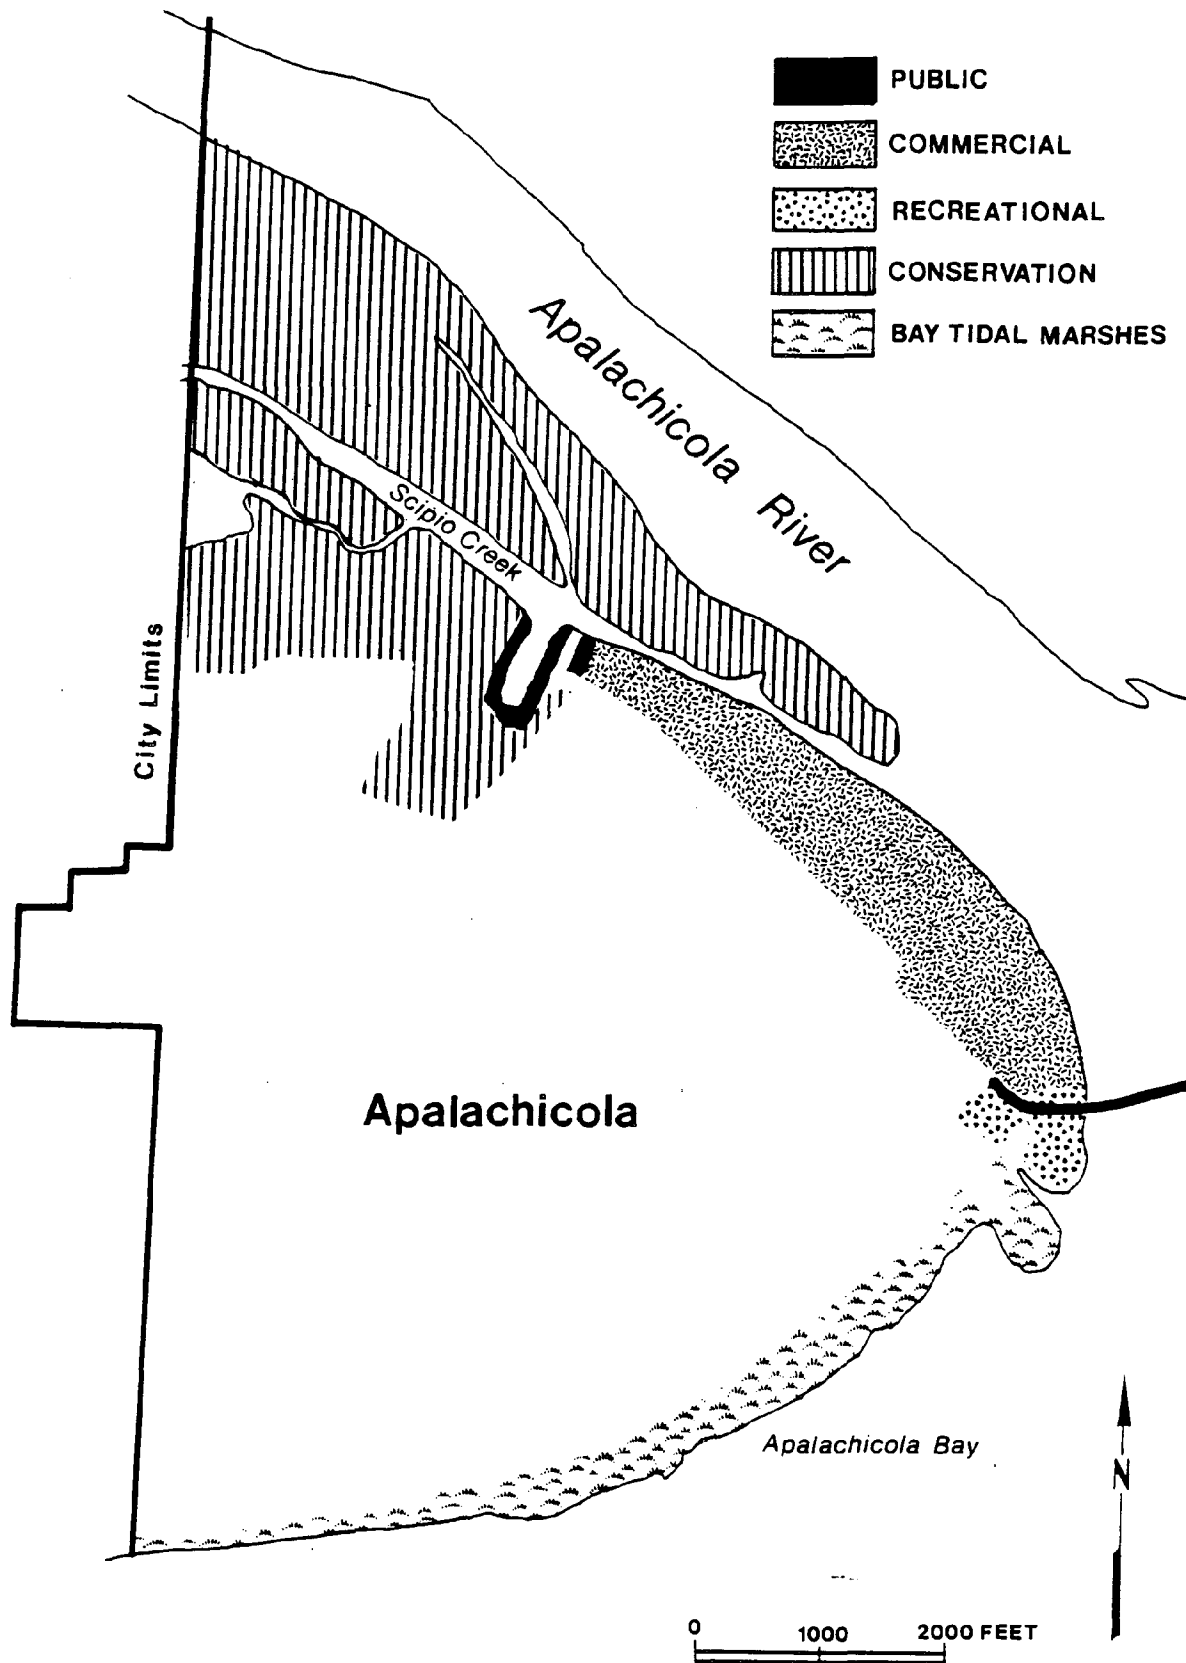 PUBLIC
COMMERCIAL
RECREATIONAL
CONSERVATION
BAY TIDAL MARSHES
Apalachicola River
Scipio Creek
City Limits
Apalachicola
Apalachicola Bay
N
0 1000 2000 FEET